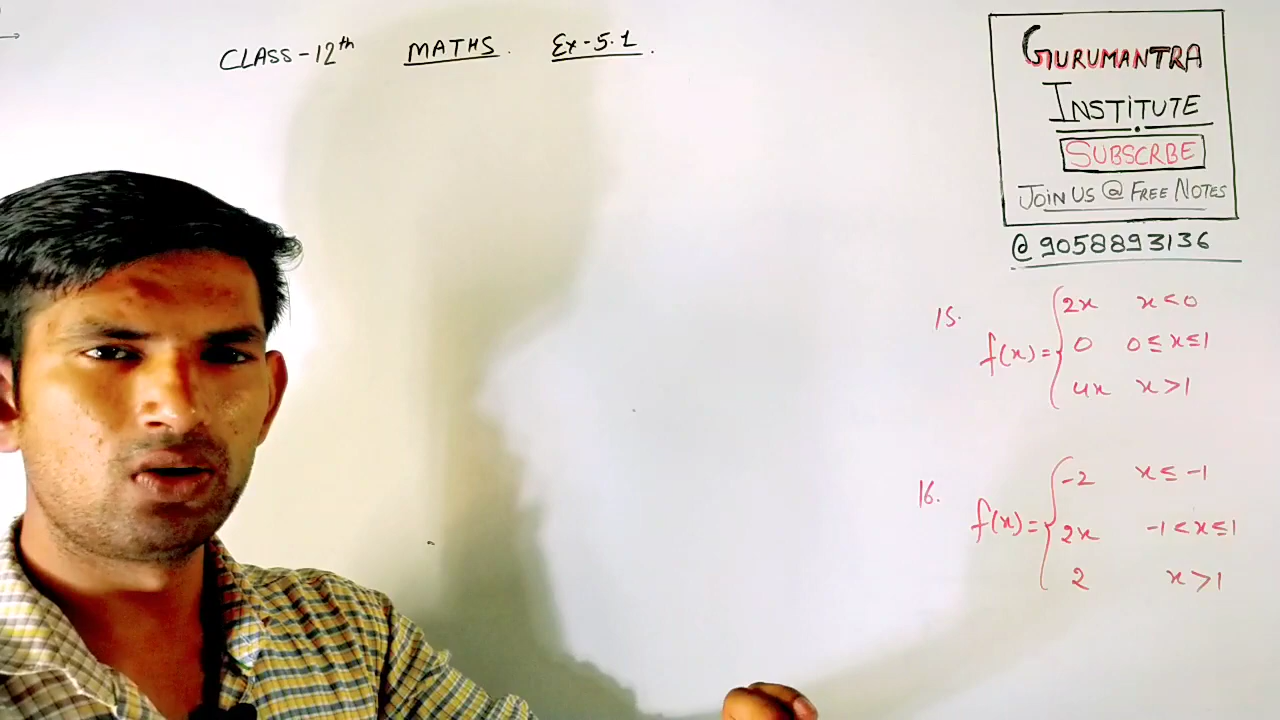 CLASS-12th MATHS. Ex-5.1.
GURUMANTRA
INSTITUTE
SUBSCRBE
JOIN US @ FREE NOTES
@ 9058893136
15. f(x) = { 2x x < 0
0 0 ≤ x ≤ 1
4x x > 1
16. f(x) = { -2 x ≤ -1
2x -1 < x ≤ 1
2 x > 1